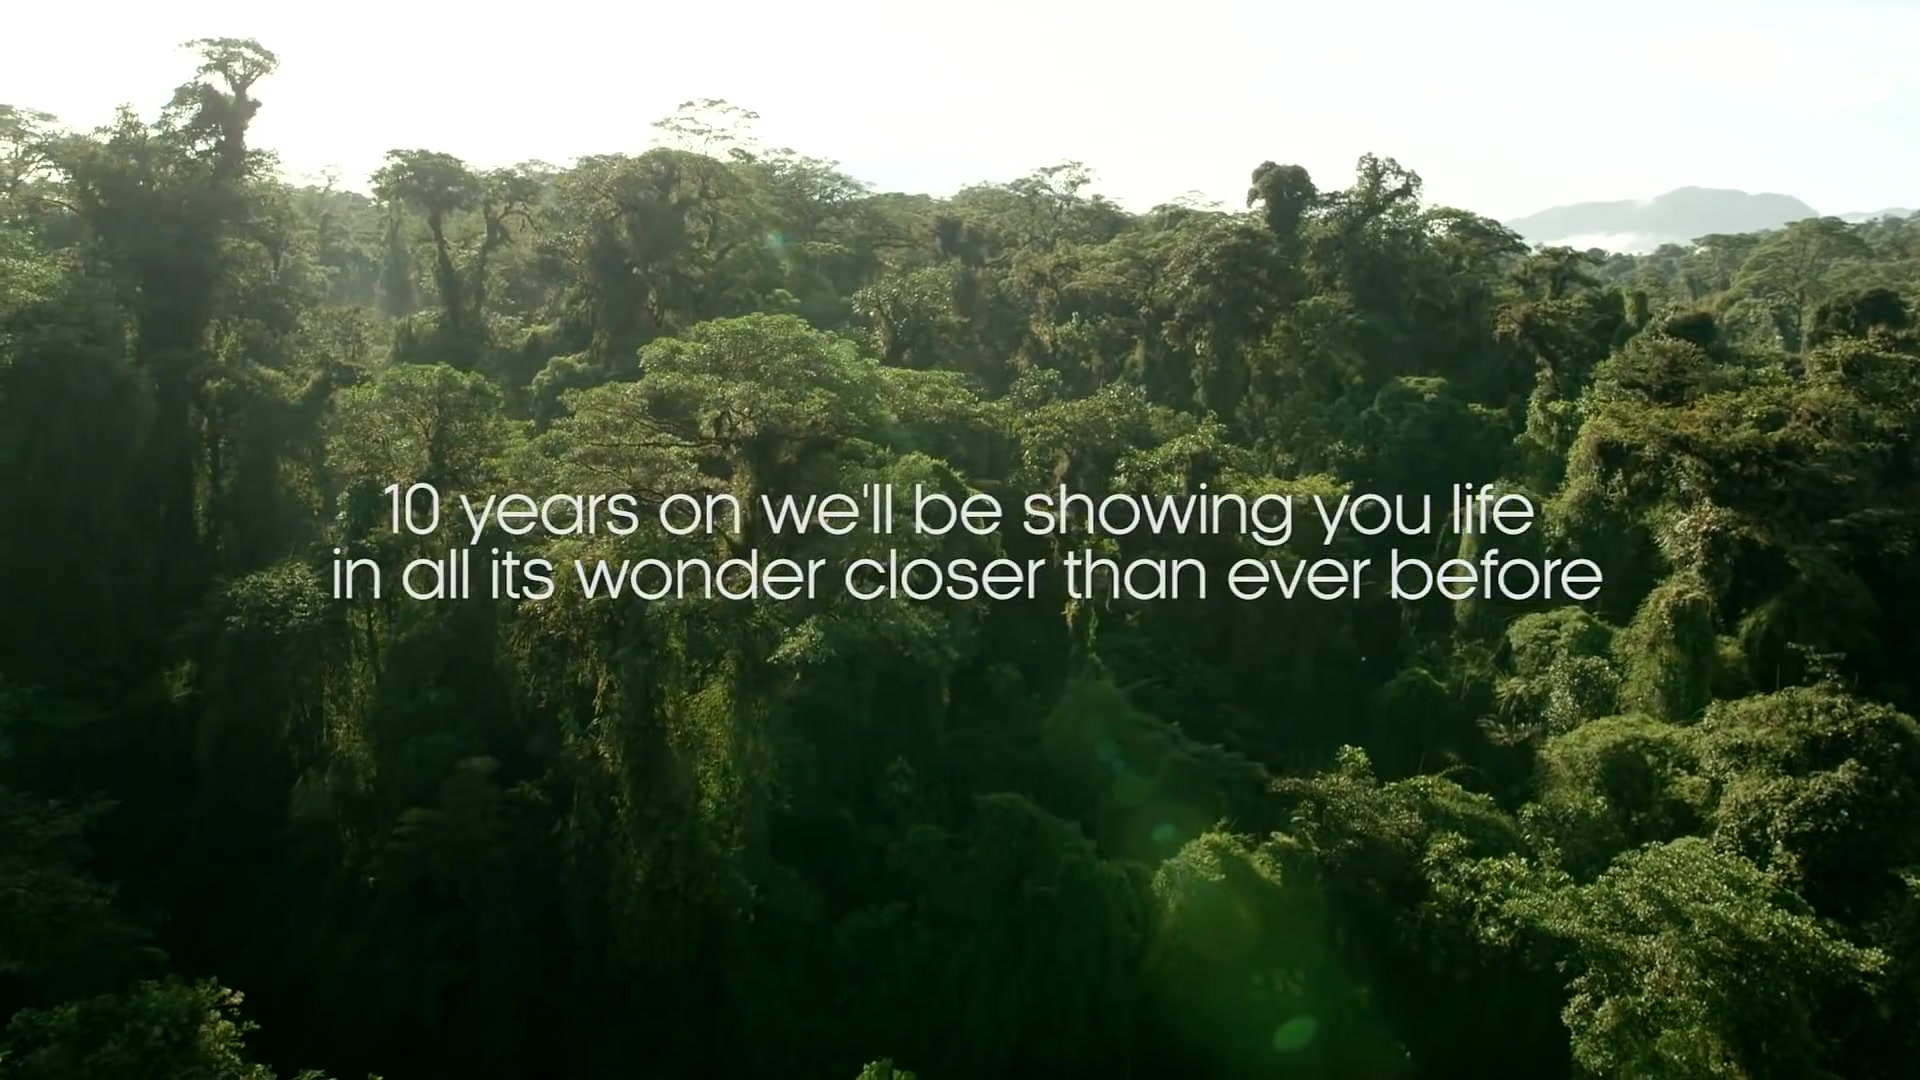 10 years on we'll be showing you life
in all its wonder closer than ever before